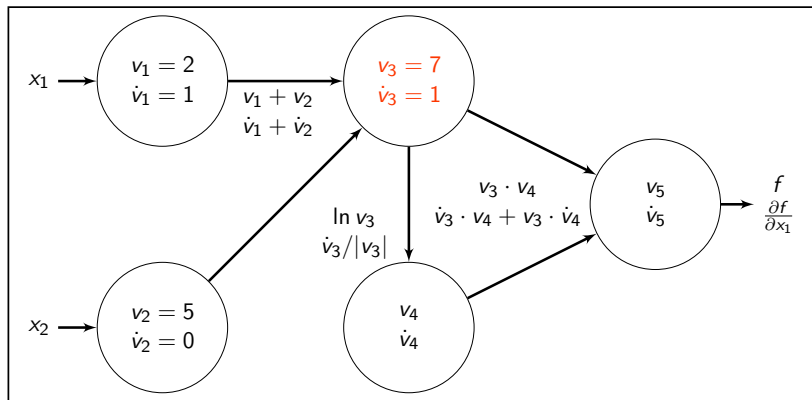 x₁
v₁ = 2
v̇₁ = 1
v₁ + v₂
v̇₁ + v̇₂
v₃ = 7
v̇₃ = 1
ln v₃
v̇₃/|v₃|
v₃ · v₄
v̇₃ · v₄ + v₃ · v̇₄
v₅
v̇₅
f
∂f/∂x₁
x₂
v₂ = 5
v̇₂ = 0
v₄
v̇₄